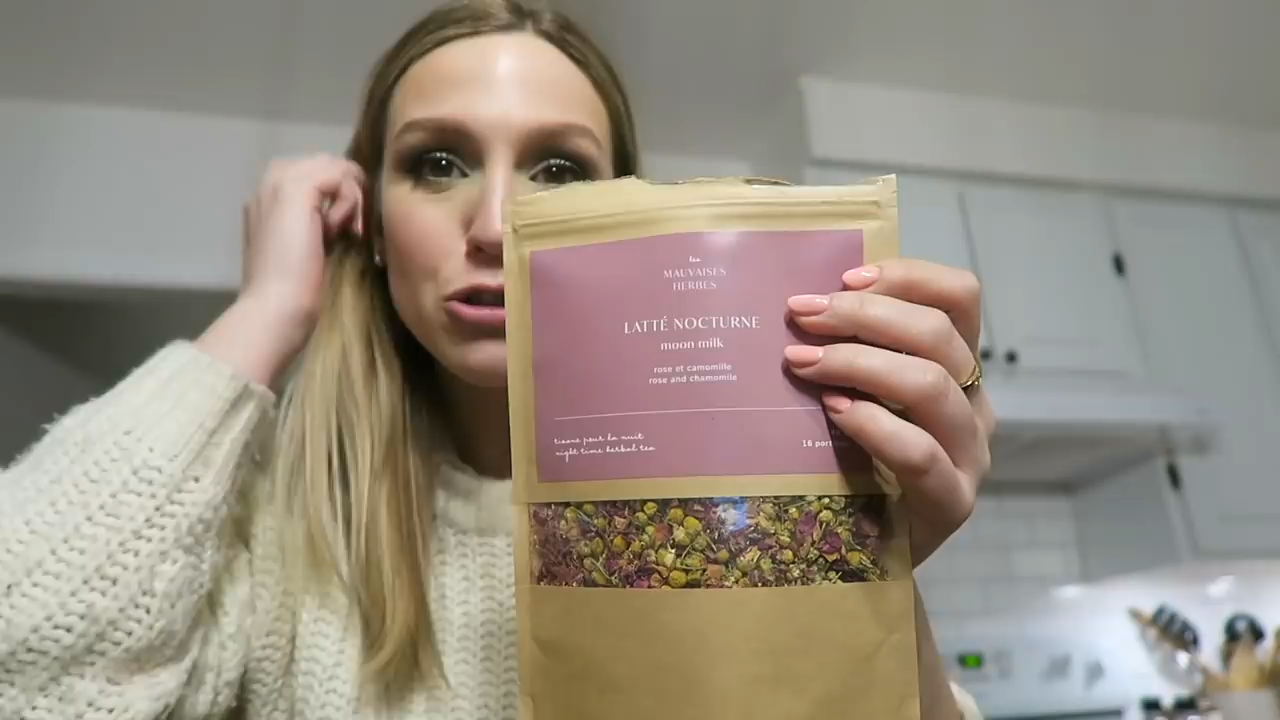 les
MAUVAISES
HERBES
LATTÉ NOCTURNE
moon milk
rose et camomille
rose and chamomile
tisane pour la nuit
night time herbal tea
16